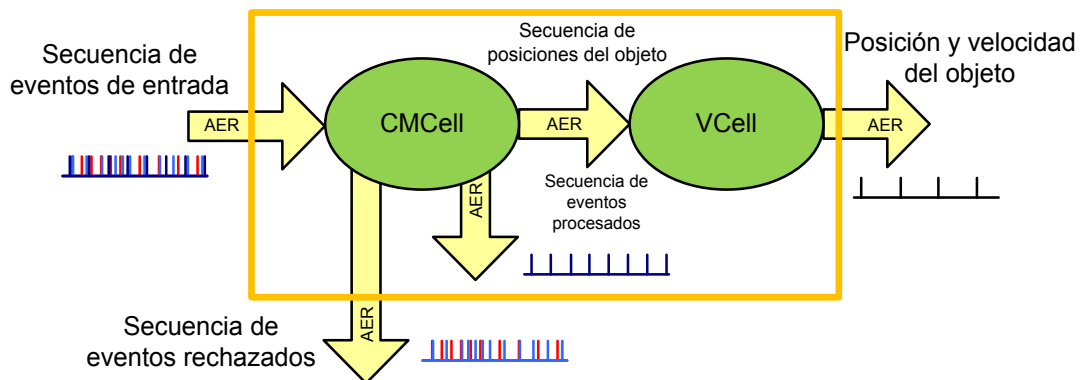 Secuencia de
eventos de entrada
AER
CMCell
Secuencia de
posiciones del objeto
AER
VCell
Posición y velocidad
del objeto
AER
AER
Secuencia de
eventos
procesados
AER
Secuencia de
eventos rechazados